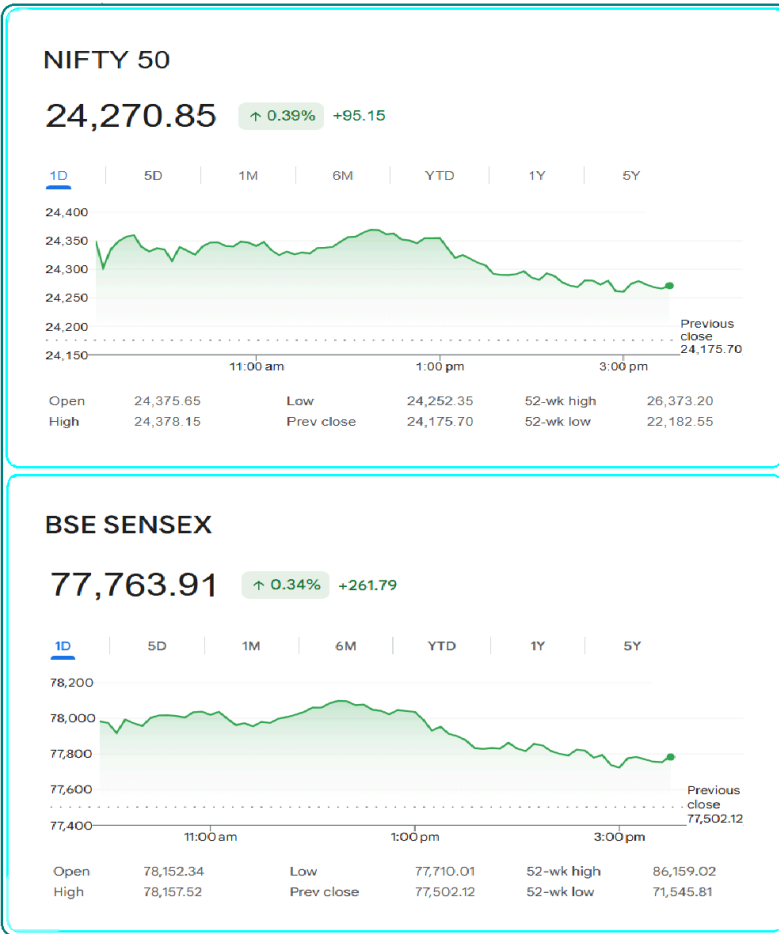 NIFTY 50
24,270.85 ↑ 0.39% +95.15
1D 5D 1M 6M YTD 1Y 5Y
24,400
24,350
24,300
24,250
24,200
Previous
close
24,175.70
24,150
11:00 am 1:00 pm 3:00 pm
Open 24,375.65 Low 24,252.35 52-wk high 26,373.20
High 24,378.15 Prev close 24,175.70 52-wk low 22,182.55
BSE SENSEX
77,763.91 ↑ 0.34% +261.79
1D 5D 1M 6M YTD 1Y 5Y
78,200
78,000
77,800
77,600
Previous
close
77,502.12
77,400
11:00 am 1:00 pm 3:00 pm
Open 78,152.34 Low 77,710.01 52-wk high 86,159.02
High 78,157.52 Prev close 77,502.12 52-wk low 71,545.81